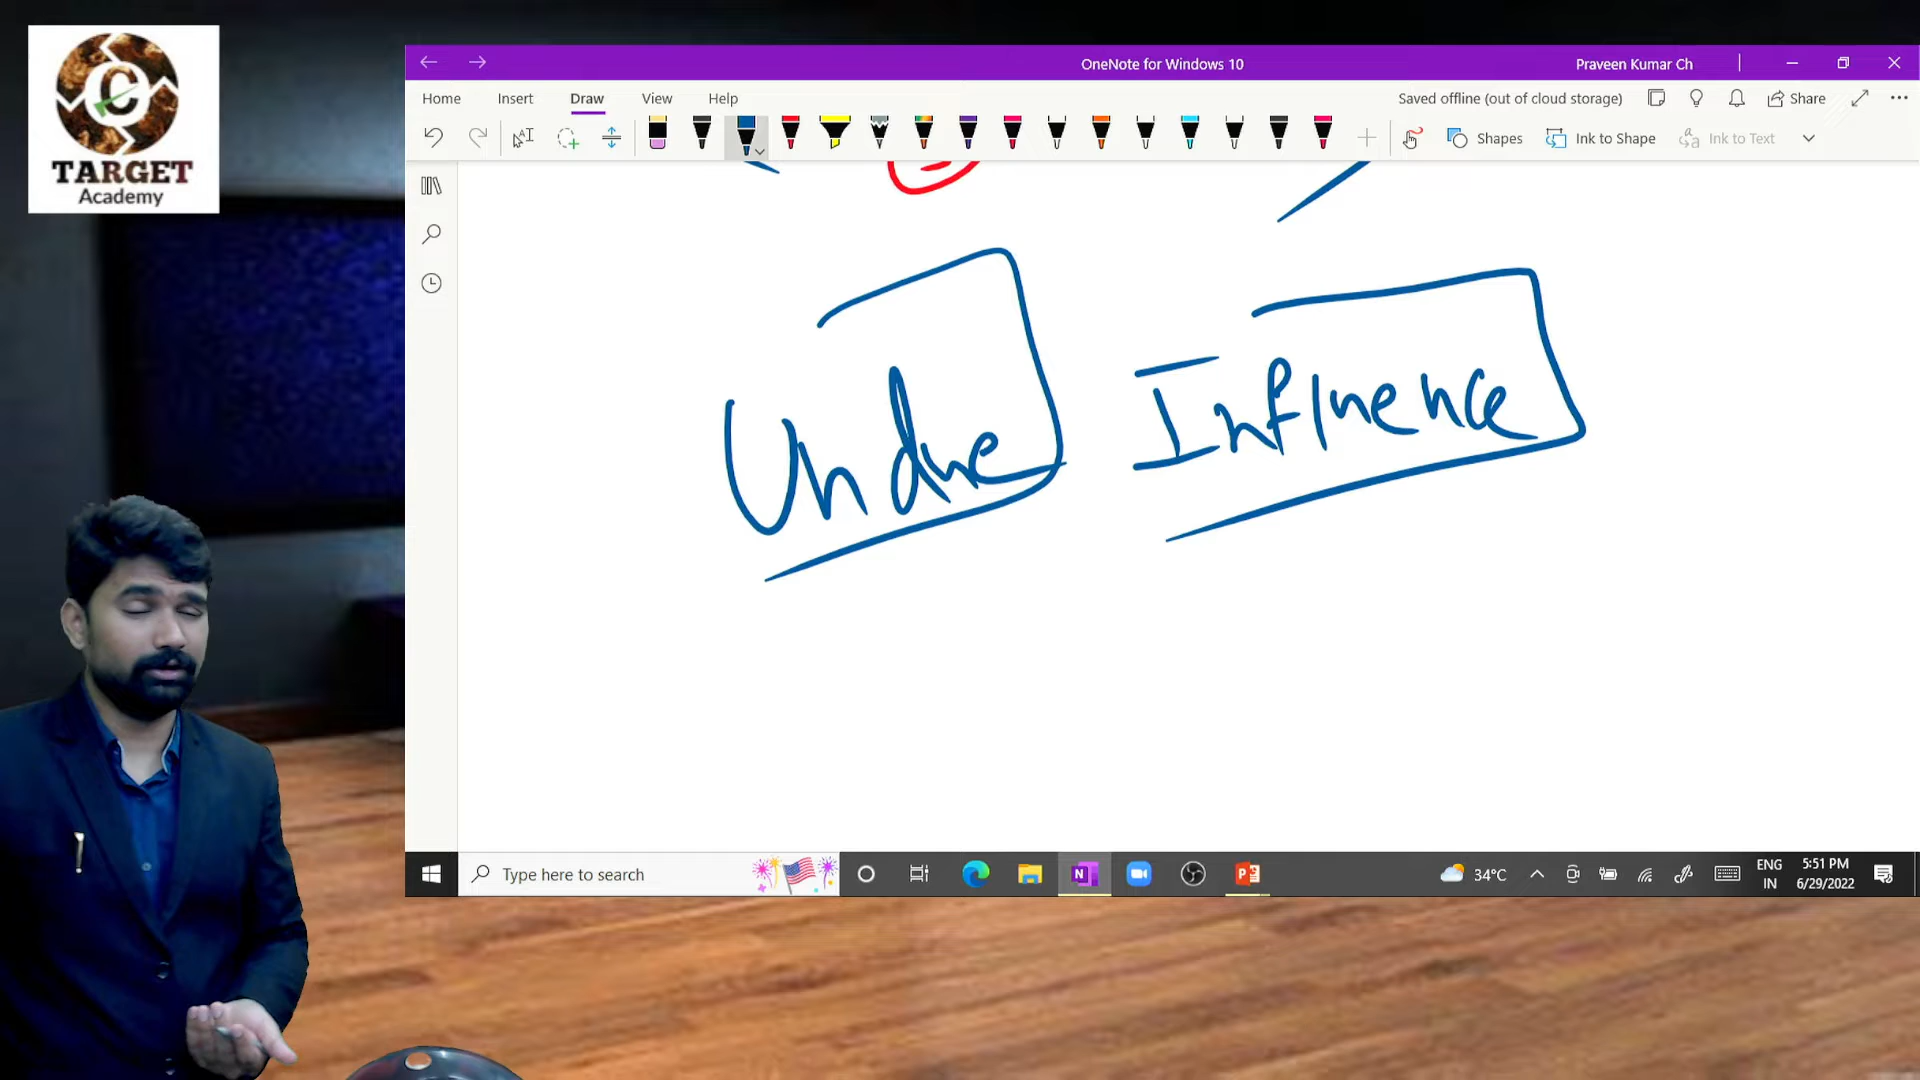 TARGET
Academy
OneNote for Windows 10
Praveen Kumar Ch
Home Insert Draw View Help
Saved offline (out of cloud storage)
Share
Shapes
Ink to Shape
Ink to Text
Undue Influence
Type here to search
34°C
ENG
IN
5:51 PM
6/29/2022